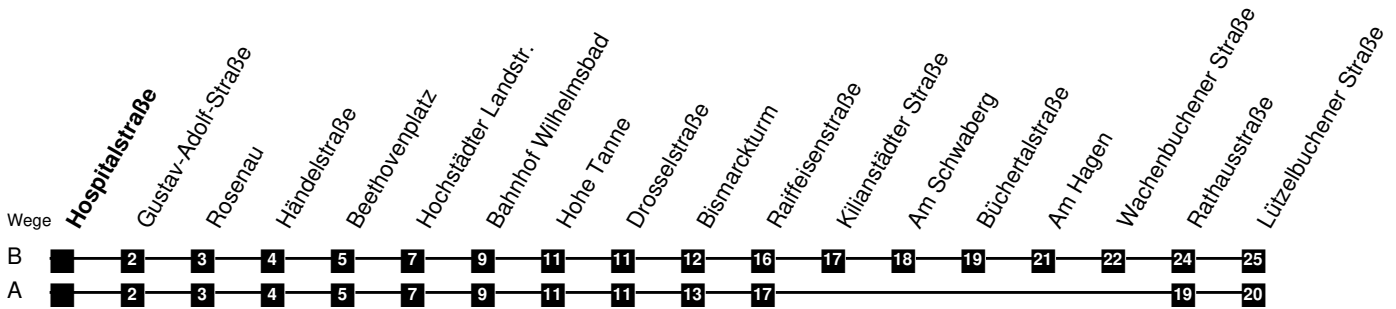 Hospitalstraße
Gustav-Adolf-Straße
Rosenau
Händelstraße
Beethovenplatz
Hochstädter Landstr.
Bahnhof Wilhelmsbad
Hohe Tanne
Drosselstraße
Bismarckturm
Raiffeisenstraße
Kilianstädter Straße
Am Schwaberg
Büchertalstraße
Am Hagen
Wachenbuchener Straße
Rathausstraße
Lützelbuchener Straße
Wege
B 2 3 4 5 7 9 11 11 12 16 17 18 19 21 22 24 25
A 2 3 4 5 7 9 11 11 13 17 19 20